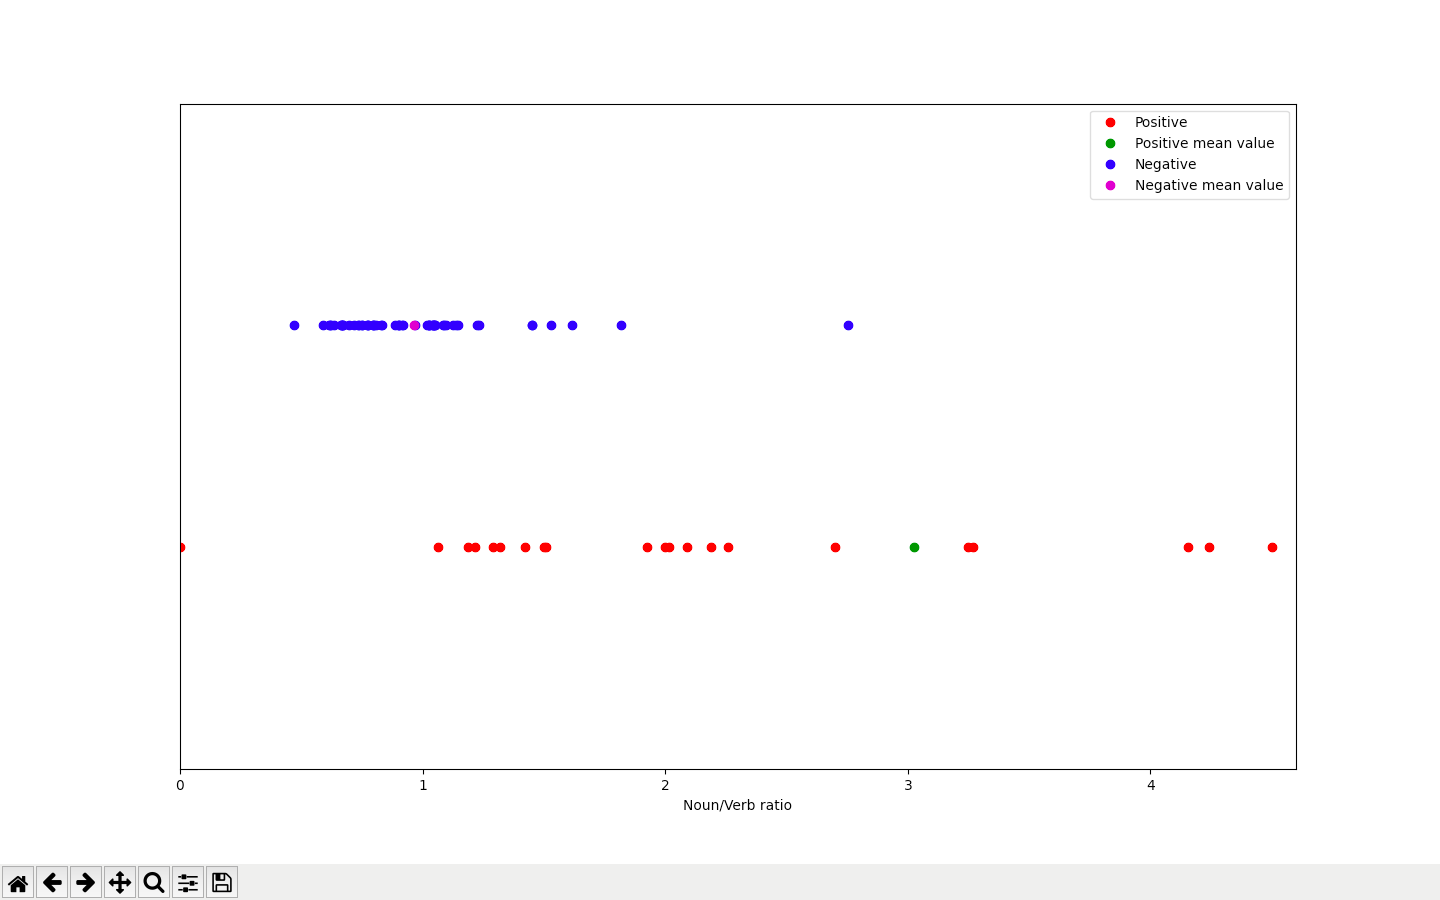 Positive
Positive mean value
Negative
Negative mean value
0 1 2 3 4
Noun/Verb ratio